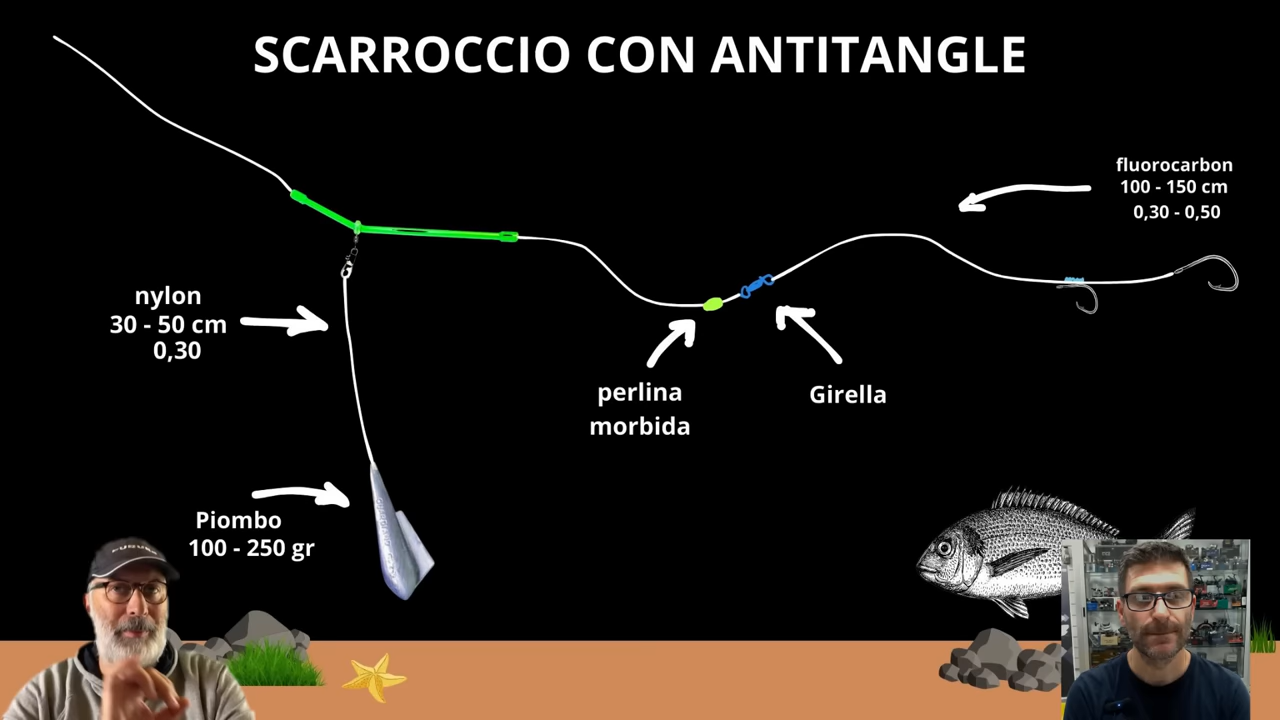 SCARROCCIO CON ANTITANGLE
fluorocarbon
100 - 150 cm
0,30 - 0,50
nylon
30 - 50 cm
0,30
perlina
morbida
Girella
Piombo
100 - 250 gr